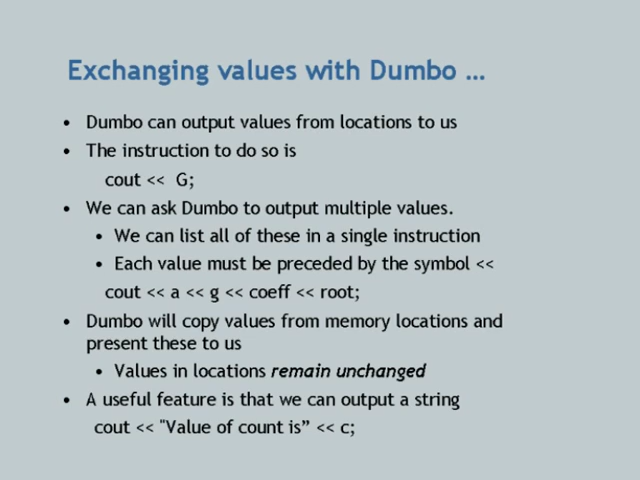 Exchanging values with Dumbo …
• Dumbo can output values from locations to us
• The instruction to do so is
cout << G;
• We can ask Dumbo to output multiple values.
• We can list all of these in a single instruction
• Each value must be preceded by the symbol <<
cout << a << g << coeff << root;
• Dumbo will copy values from memory locations and
present these to us
• Values in locations remain unchanged
• A useful feature is that we can output a string
cout << "Value of count is” << c;